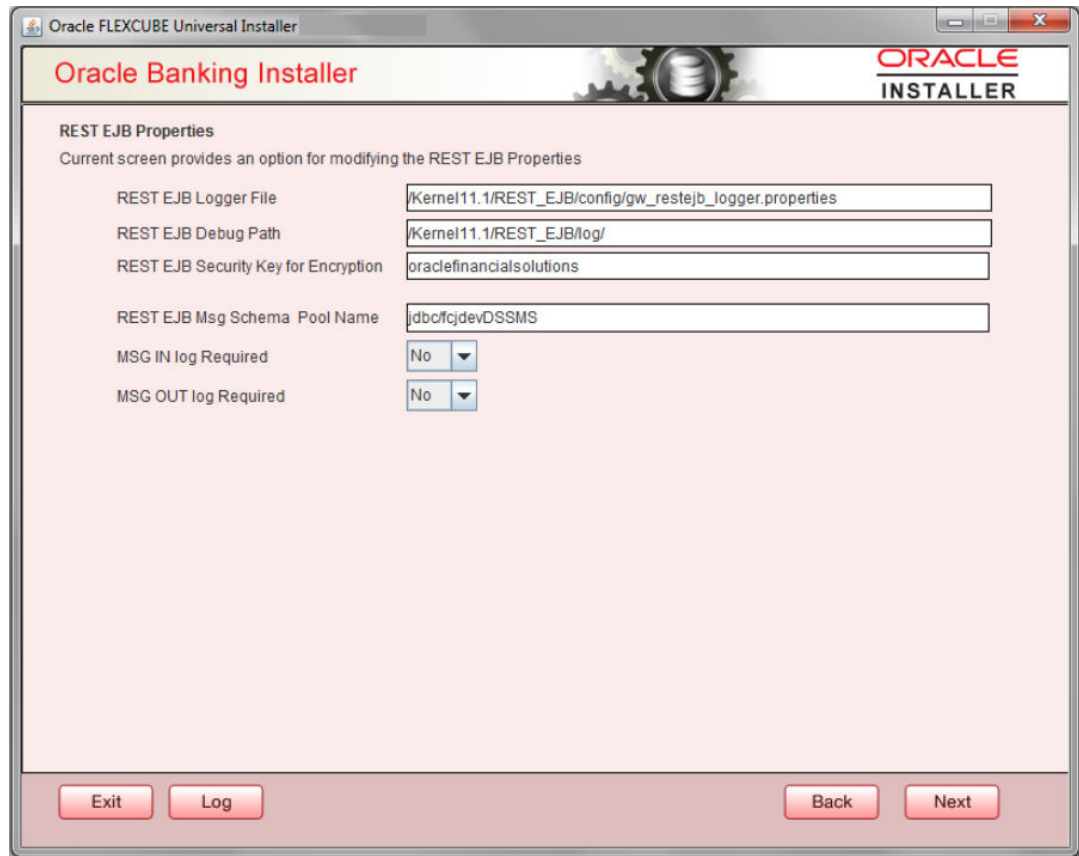 Oracle FLEXCUBE Universal Installer
Oracle Banking Installer
ORACLE
INSTALLER
REST EJB Properties
Current screen provides an option for modifying the REST EJB Properties
REST EJB Logger File /Kernel11.1/REST_EJB/config/gw_restejb_logger.properties
REST EJB Debug Path /Kernel11.1/REST_EJB/log/
REST EJB Security Key for Encryption oraclefinancialsolutions
REST EJB Msg Schema Pool Name jdbc/fcjdevDSSMS
MSG IN log Required No
MSG OUT log Required No
Exit Log Back Next